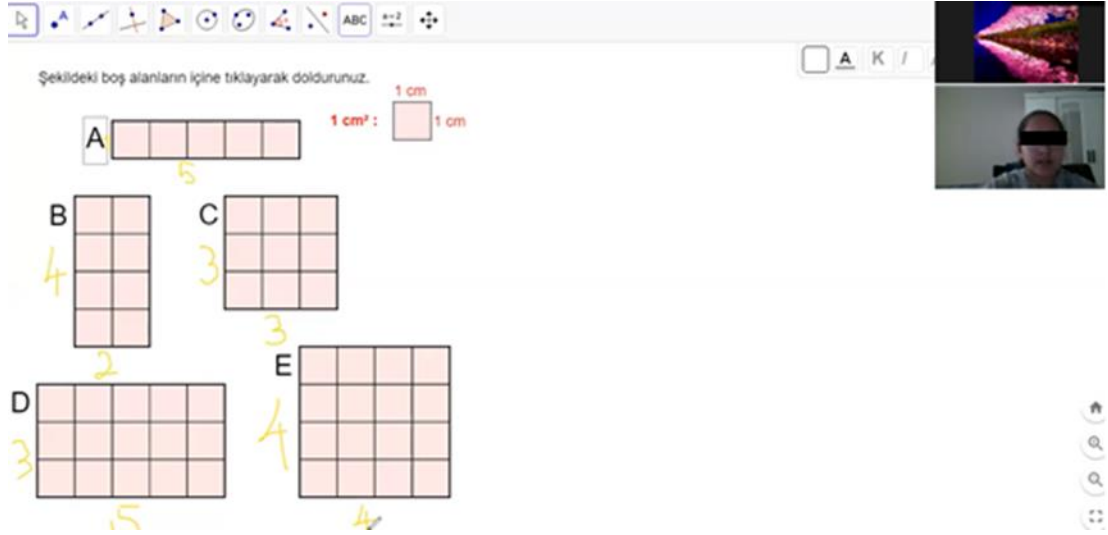 A ABC a=2
A K I
Şekildeki boş alanların içine tıklayarak doldurunuz.
1 cm
1 cm² : 1 cm
A
5
B C
4 3
3
2
E
D
4
3
5 4